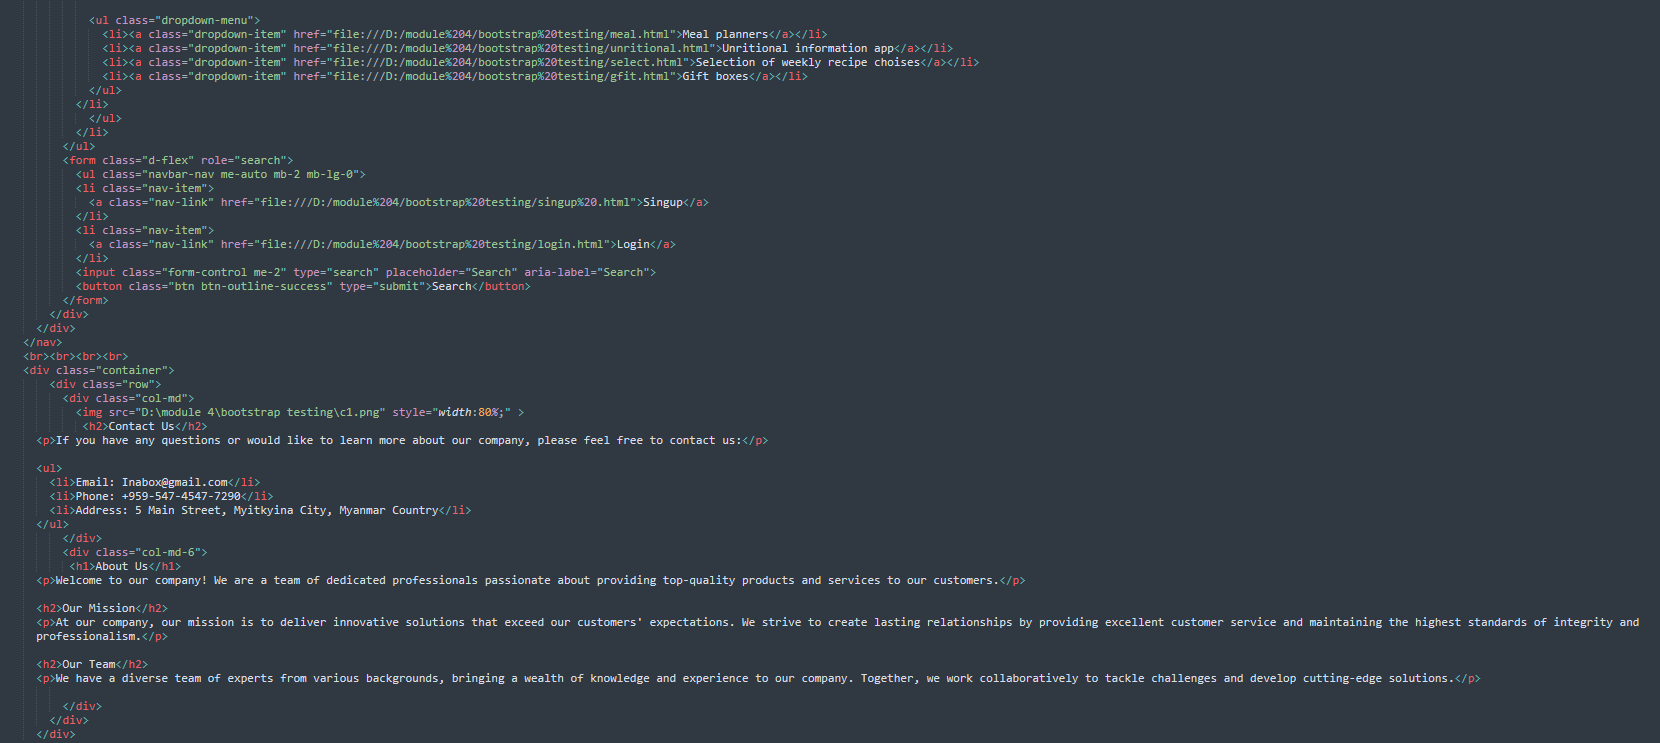 <ul class="dropdown-menu">
<li><a class="dropdown-item" href="file:///D:/module%204/bootstrap%20testing/meal.html">Meal planners</a></li>
<li><a class="dropdown-item" href="file:///D:/module%204/bootstrap%20testing/unritional.html">Unritional information app</a></li>
<li><a class="dropdown-item" href="file:///D:/module%204/bootstrap%20testing/select.html">Selection of weekly recipe choises</a></li>
<li><a class="dropdown-item" href="file:///D:/module%204/bootstrap%20testing/gfit.html">Gift boxes</a></li>
</ul>
</li>
</ul>
</li>
</ul>
<form class="d-flex" role="search">
<ul class="navbar-nav me-auto mb-2 mb-lg-0">
<li class="nav-item">
<a class="nav-link" href="file:///D:/module%204/bootstrap%20testing/singup%20.html">Singup</a>
</li>
<li class="nav-item">
<a class="nav-link" href="file:///D:/module%204/bootstrap%20testing/login.html">Login</a>
</li>
<input class="form-control me-2" type="search" placeholder="Search" aria-label="Search">
<button class="btn btn-outline-success" type="submit">Search</button>
</form>
</div>
</div>
</nav>
<br><br><br><br>
<div class="container">
<div class="row">
<div class="col-md">
<img src="D:\module 4\bootstrap testing\c1.png" style="width:80%;" >
<h2>Contact Us</h2>
<p>If you have any questions or would like to learn more about our company, please feel free to contact us:</p>
<ul>
<li>Email: Inabox@gmail.com</li>
<li>Phone: +959-547-4547-7290</li>
<li>Address: 5 Main Street, Myitkyina City, Myanmar Country</li>
</ul>
</div>
<div class="col-md-6">
<h1>About Us</h1>
<p>Welcome to our company! We are a team of dedicated professionals passionate about providing top-quality products and services to our customers.</p>
<h2>Our Mission</h2>
<p>At our company, our mission is to deliver innovative solutions that exceed our customers' expectations. We strive to create lasting relationships by providing excellent customer service and maintaining the highest standards of integrity and
professionalism.</p>
<h2>Our Team</h2>
<p>We have a diverse team of experts from various backgrounds, bringing a wealth of knowledge and experience to our company. Together, we work collaboratively to tackle challenges and develop cutting-edge solutions.</p>
</div>
</div>
</div>